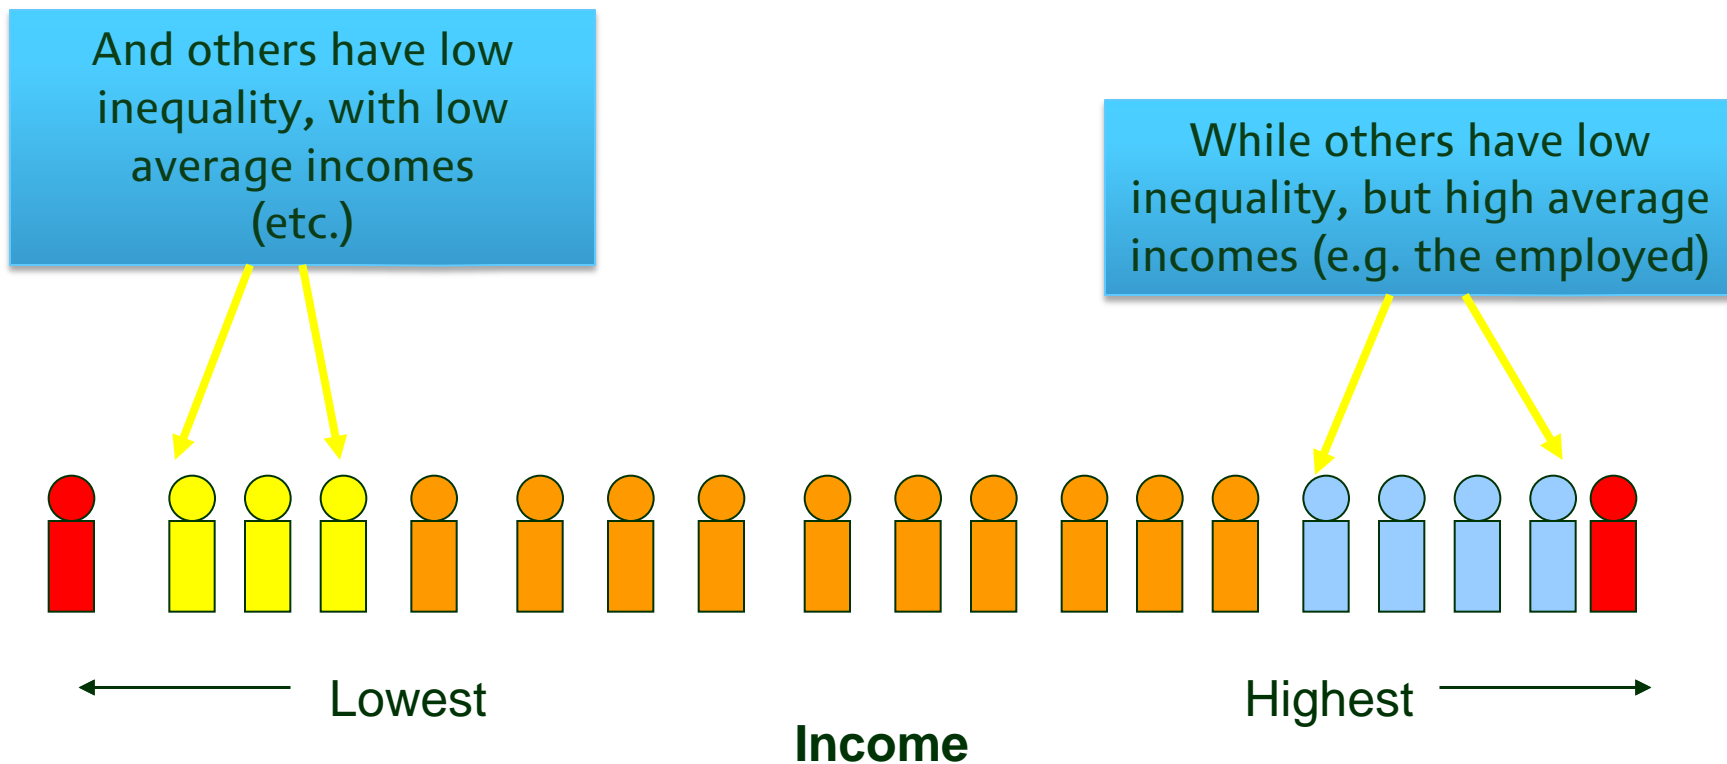 And others have low
inequality, with low
average incomes
(etc.)
While others have low
inequality, but high average
incomes (e.g. the employed)
Lowest
Highest
Income